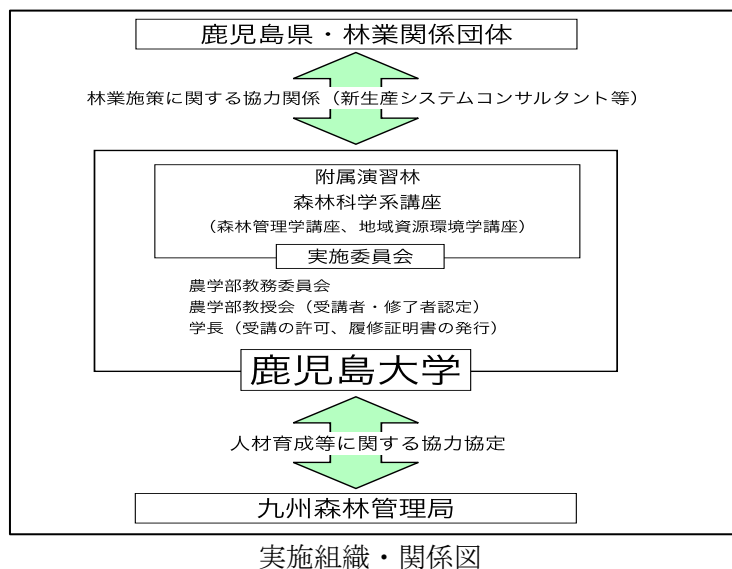 鹿児島県・林業関係団体
林業施策に関する協力関係（新生産システムコンサルタント等）
附属演習林
森林科学系講座
（森林管理学講座、地域資源環境学講座）
実施委員会
農学部教務委員会
農学部教授会（受講者・修了者認定）
学長（受講の許可、履修証明書の発行）
鹿児島大学
人材育成等に関する協力協定
九州森林管理局
実施組織・関係図